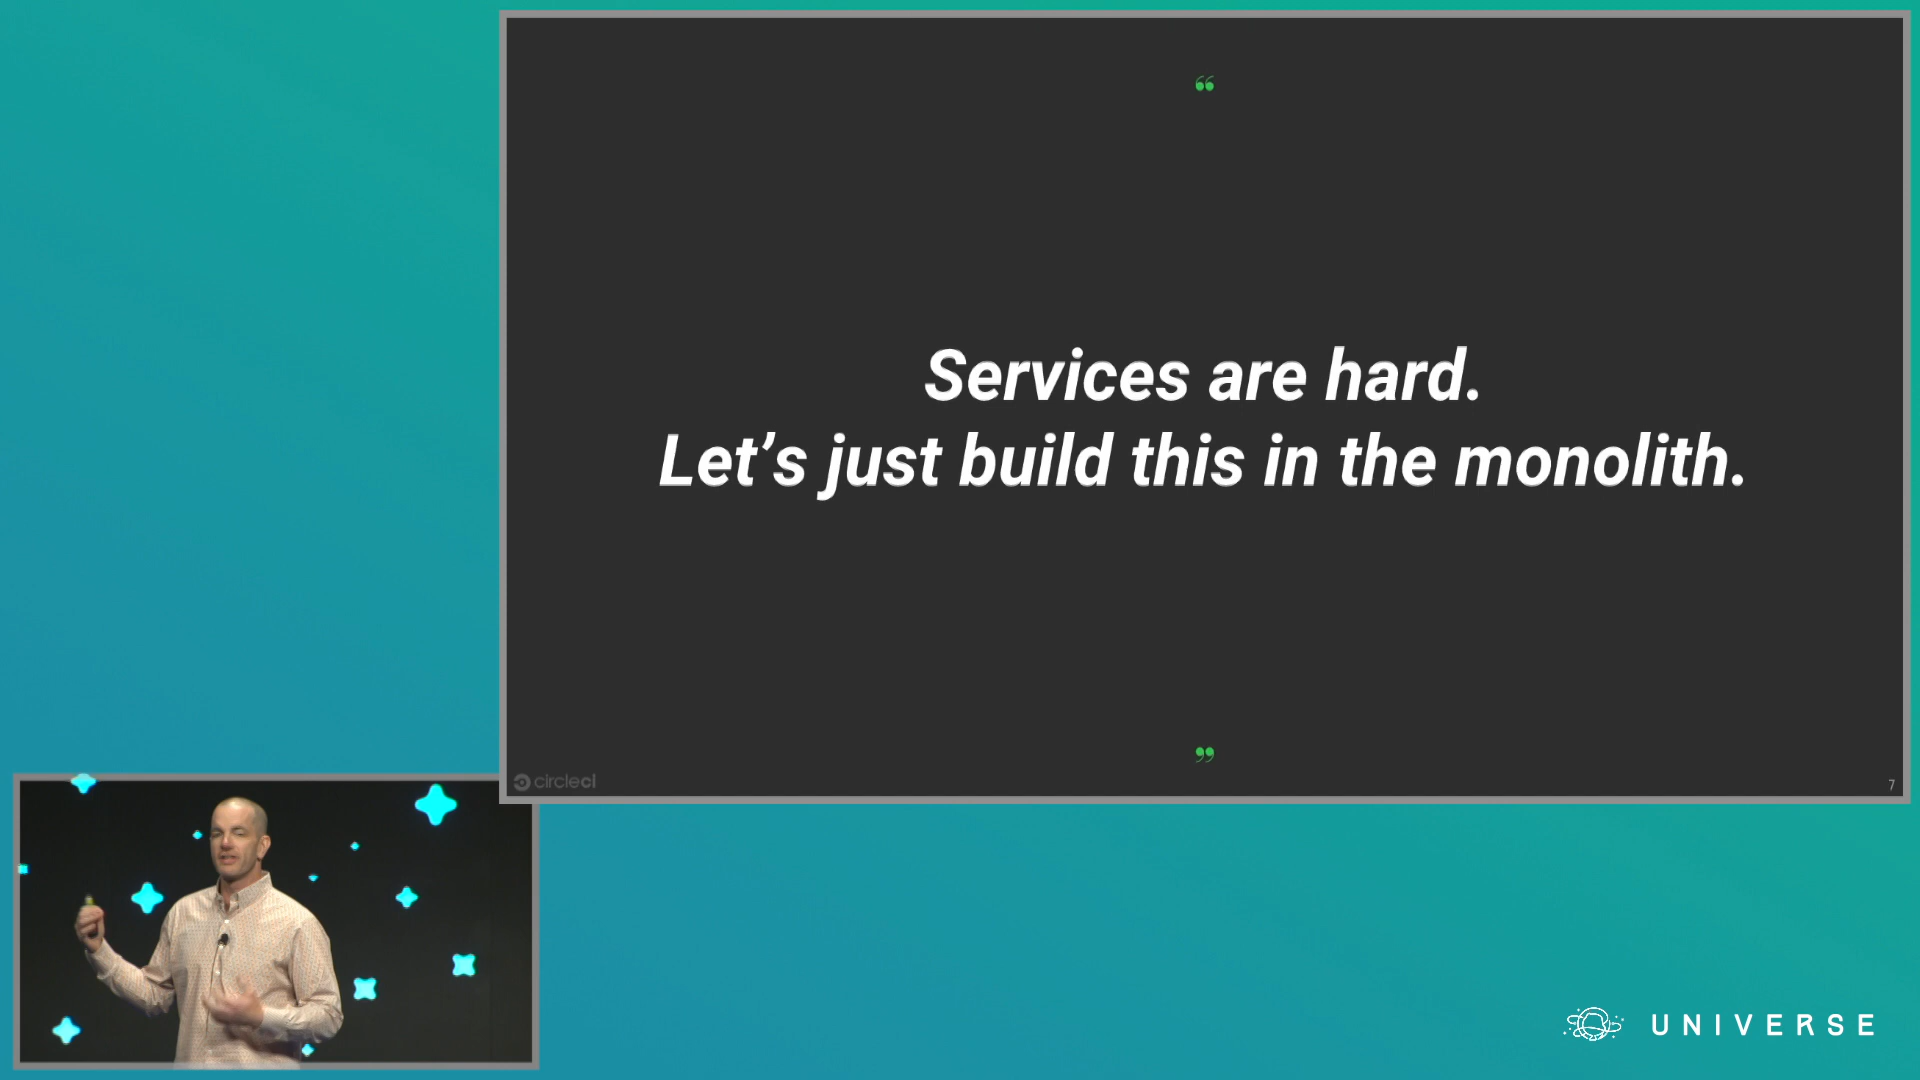 “
Services are hard.
Let’s just build this in the monolith.
”
circleci
7
UNIVERSE